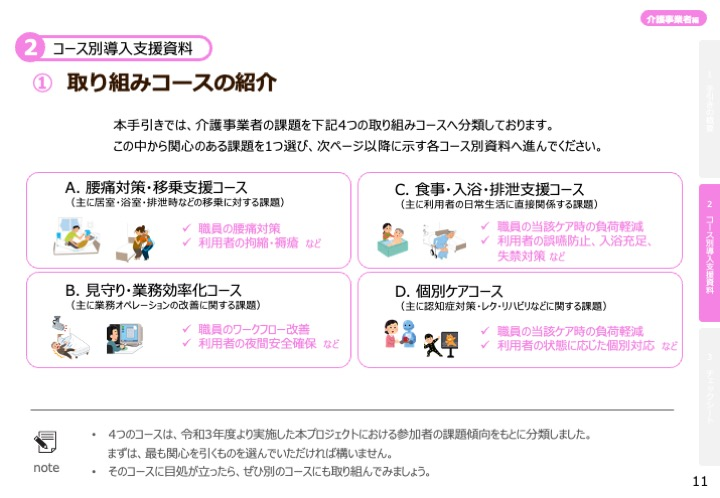 介護事業者編
2 コース別導入支援資料
① 取り組みコースの紹介
本手引きでは、介護事業者の課題を下記4つの取り組みコースへ分類しております。
この中から関心のある課題を1つ選び、次ページ以降に示す各コース別資料へ進んでください。
A. 腰痛対策・移乗支援コース
（主に居室・浴室・排泄時などの移乗に対する課題）
✓ 職員の腰痛対策
✓ 利用者の拘縮・褥瘡 など
B. 見守り・業務効率化コース
（主に業務オペレーションの改善に関する課題）
✓ 職員のワークフロー改善
✓ 利用者の夜間安全確保 など
C. 食事・入浴・排泄支援コース
（主に利用者の日常生活に直接関係する課題）
✓ 職員の当該ケア時の負荷軽減
✓ 利用者の誤嚥防止、入浴充足、
失禁対策 など
D. 個別ケアコース
（主に認知症対策・レク・リハビリなどに関する課題）
✓ 職員の当該ケア時の負荷軽減
✓ 利用者の状態に応じた個別対応 など
2 コース別導入支援資料
note
• 4つのコースは、令和3年度より実施した本プロジェクトにおける参加者の課題傾向をもとに分類しました。
まずは、最も関心を引くものを選んでいただければ構いません。
• そのコースに目処が立ったら、ぜひ別のコースにも取り組んでみましょう。
11